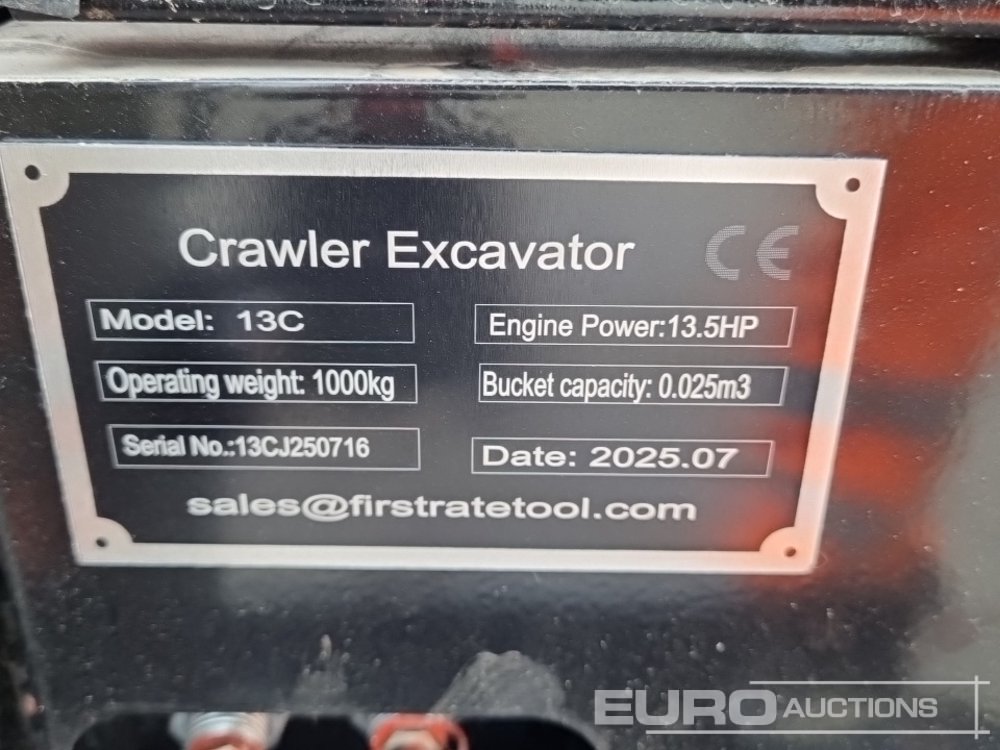 Crawler Excavator CE
Model: 13C
Engine Power:13.5HP
Operating weight: 1000kg
Bucket capacity: 0.025m3
Serial No.:13CJ250716
Date: 2025.07
sales@firstratetool.com
EURO AUCTIONS